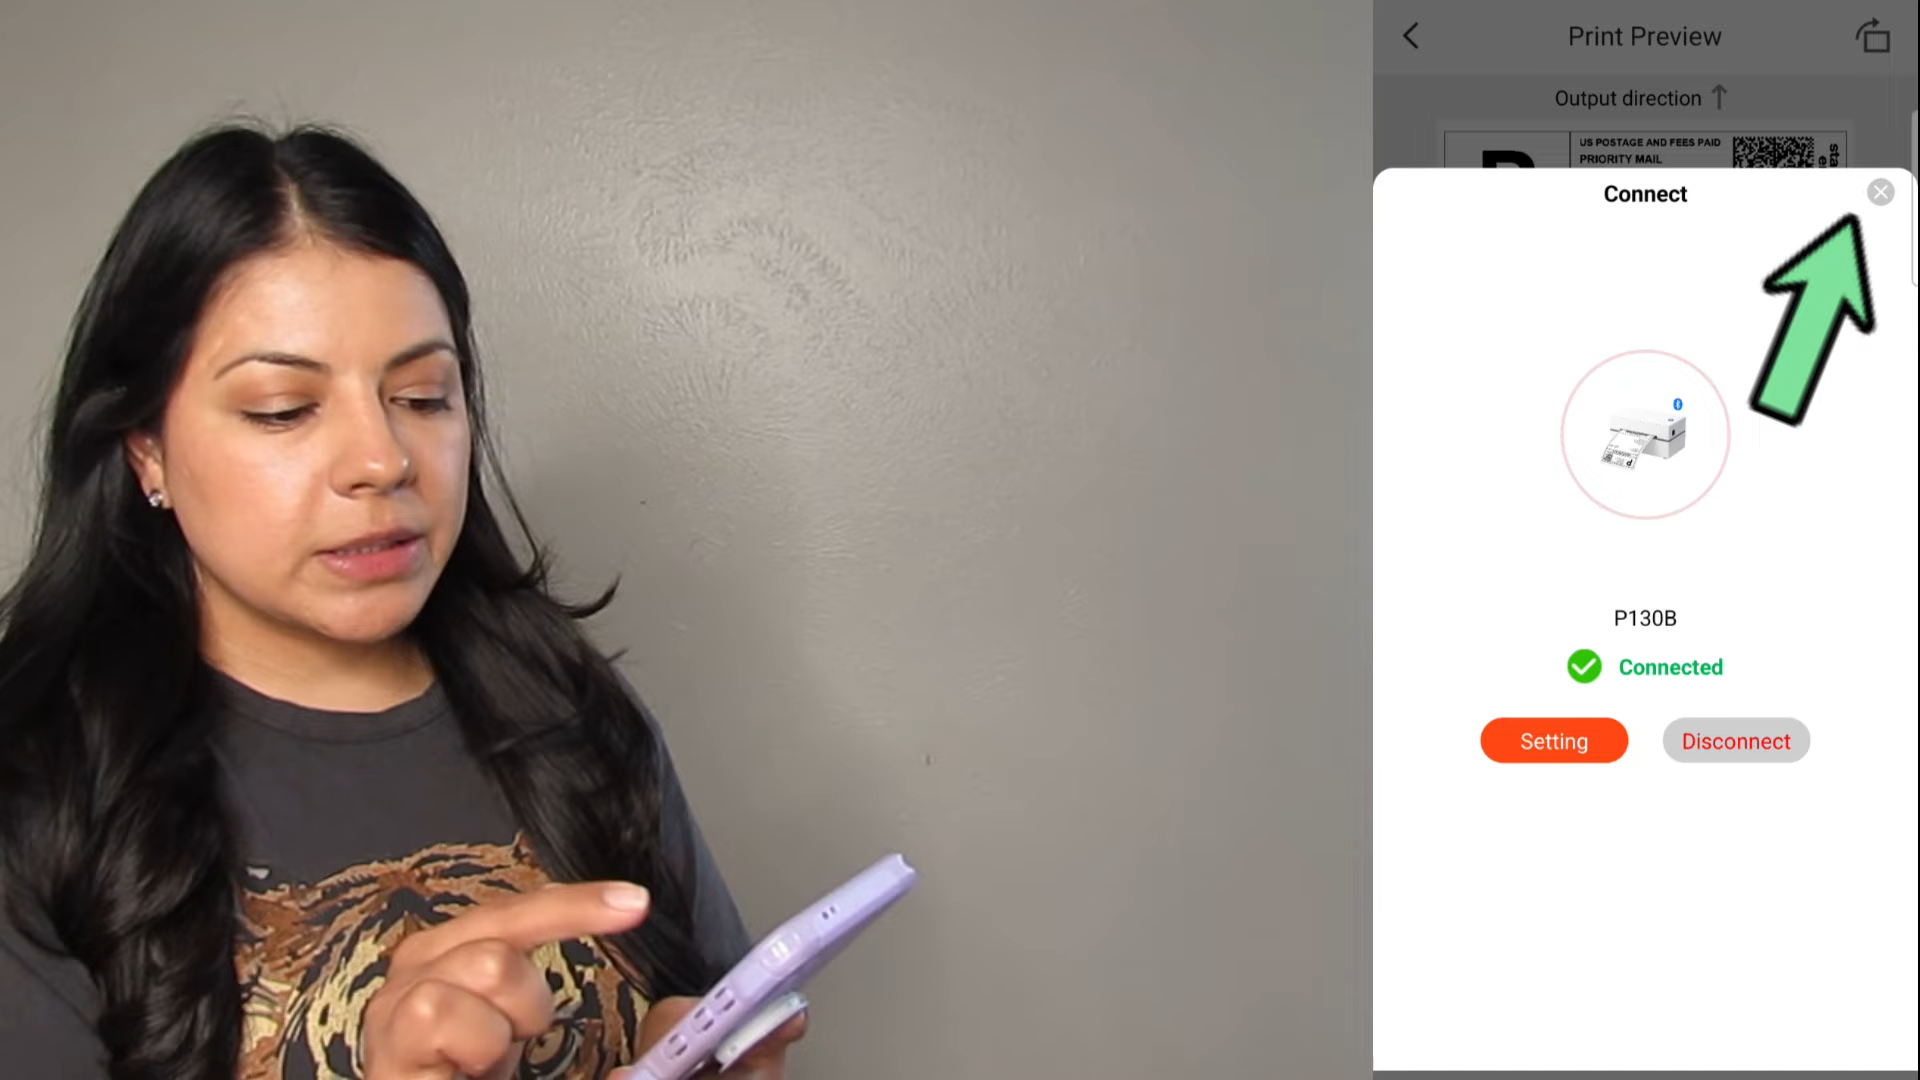 Print Preview
Output direction
US POSTAGE AND FEES PAID
PRIORITY MAIL
Connect
P130B
Connected
Setting
Disconnect